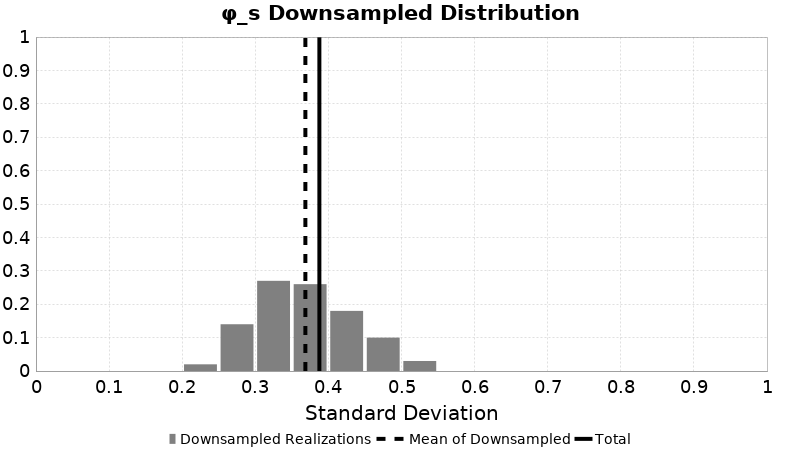 φ_s Downsampled Distribution
1
0.9
0.8
0.7
0.6
0.5
0.4
0.3
0.2
0.1
0
0 0.1 0.2 0.3 0.4 0.5 0.6 0.7 0.8 0.9 1
Standard Deviation
Downsampled Realizations Mean of Downsampled Total